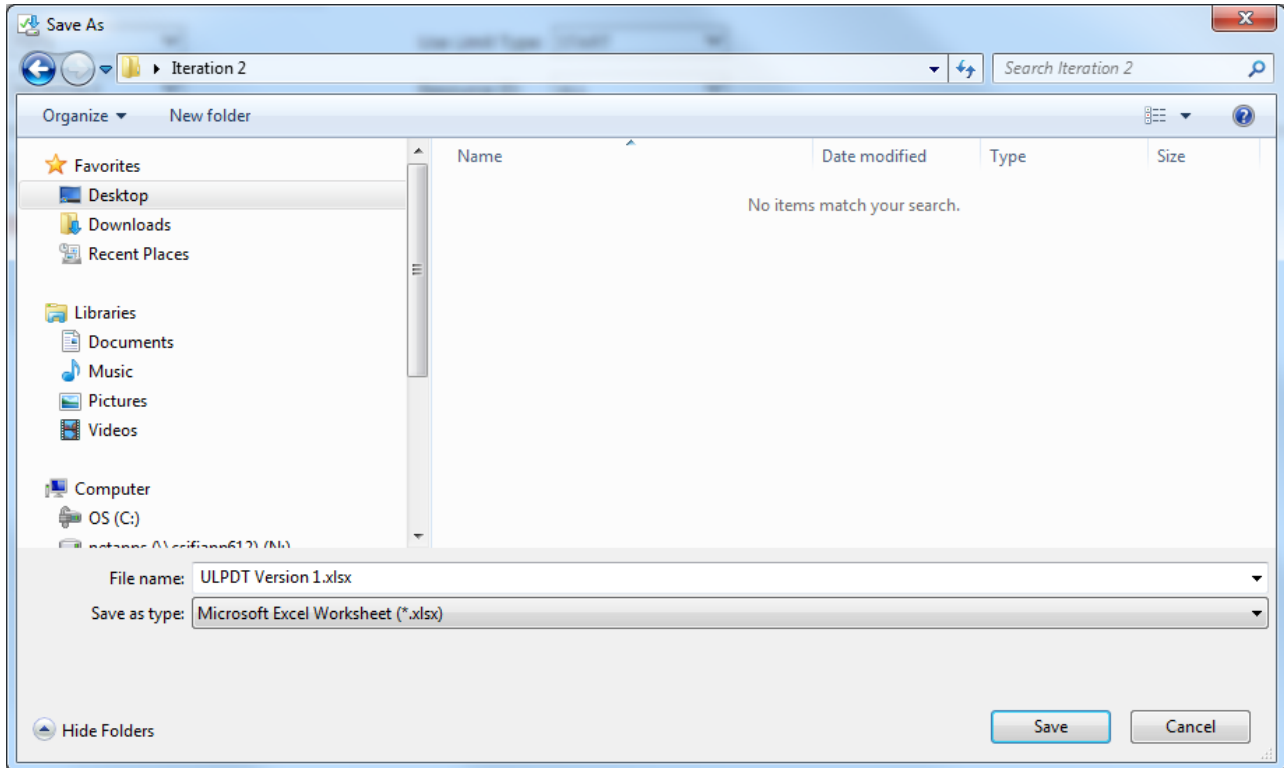 Save As
Iteration 2
Search Iteration 2
Organize
New folder
Name
Date modified
Type
Size
Favorites
Desktop
Downloads
Recent Places
No items match your search.
Libraries
Documents
Music
Pictures
Videos
Computer
OS (C:)
File name: ULPDT Version 1.xlsx
Save as type: Microsoft Excel Worksheet (*.xlsx)
Hide Folders
Save
Cancel